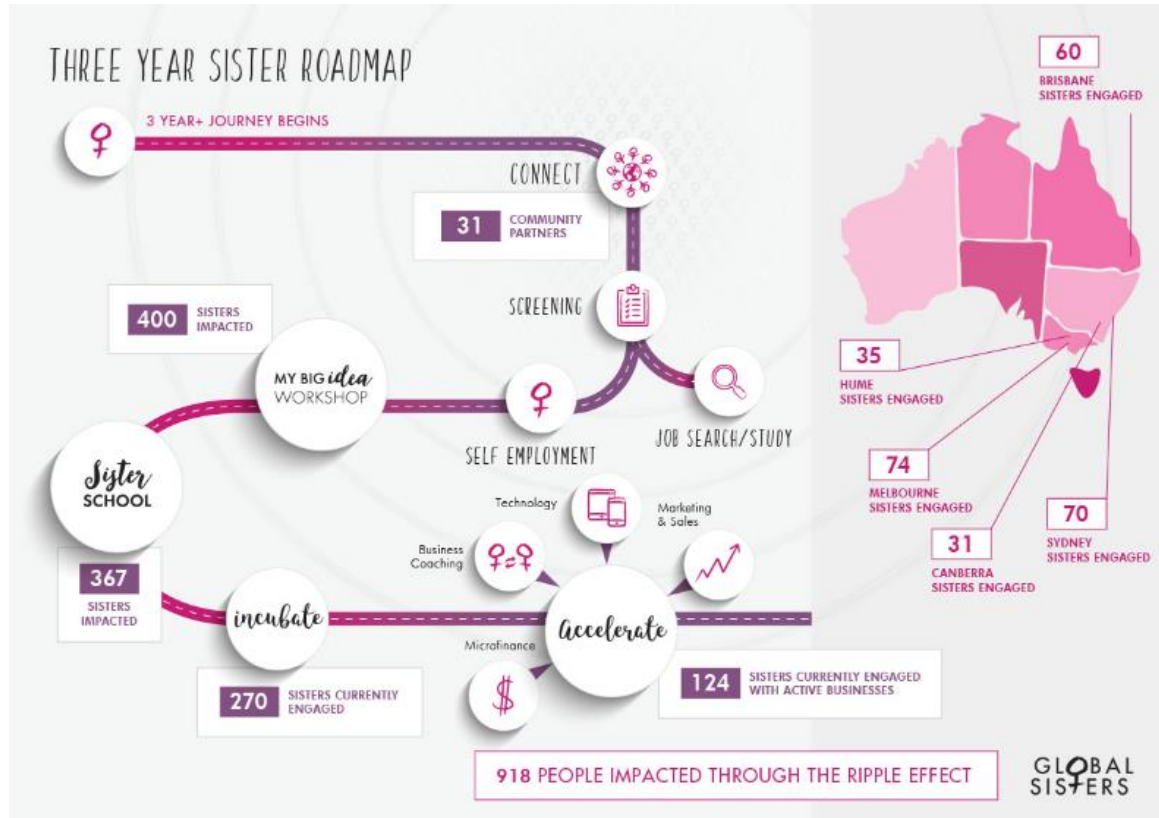 THREE YEAR SISTER ROADMAP
3 YEAR+ JOURNEY BEGINS
CONNECT
31
COMMUNITY
PARTNERS
SCREENING
JOB SEARCH/STUDY
SELF EMPLOYMENT
MY BIG idea
WORKSHOP
400
SISTERS
IMPACTED
Sister
SCHOOL
367
SISTERS
IMPACTED
incubate
270
SISTERS CURRENTLY
ENGAGED
Accelerate
Microfinance
$
Business
Coaching
Technology
Marketing
& Sales
124
SISTERS CURRENTLY ENGAGED
WITH ACTIVE BUSINESSES
918 PEOPLE IMPACTED THROUGH THE RIPPLE EFFECT
60
BRISBANE
SISTERS ENGAGED
35
HUME
SISTERS ENGAGED
74
MELBOURNE
SISTERS ENGAGED
31
CANBERRA
SISTERS ENGAGED
70
SYDNEY
SISTERS ENGAGED
GLOBAL
SISTERS